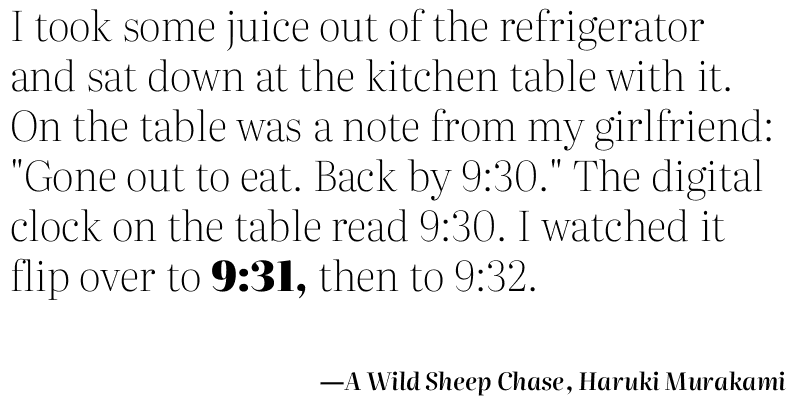 I took some juice out of the refrigerator
and sat down at the kitchen table with it.
On the table was a note from my girlfriend:
"Gone out to eat. Back by 9:30." The digital
clock on the table read 9:30. I watched it
flip over to 9:31, then to 9:32.
—A Wild Sheep Chase, Haruki Murakami